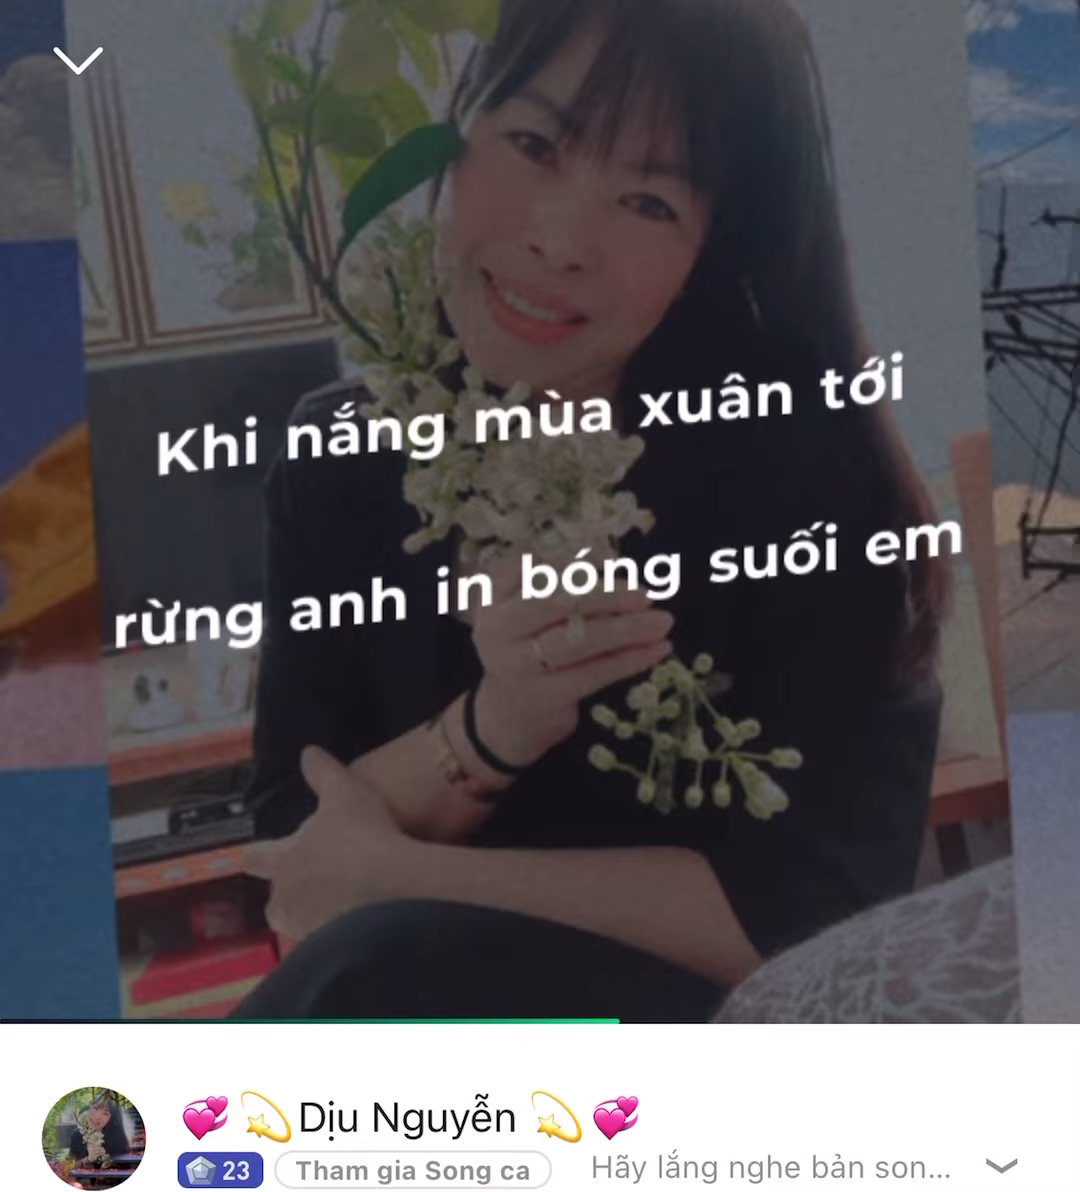 Khi nắng mùa xuân tới
rừng anh in bóng suối em
💞 💫 Dịu Nguyễn 💫 💞
23 Tham gia Song ca Hãy lắng nghe bản son...